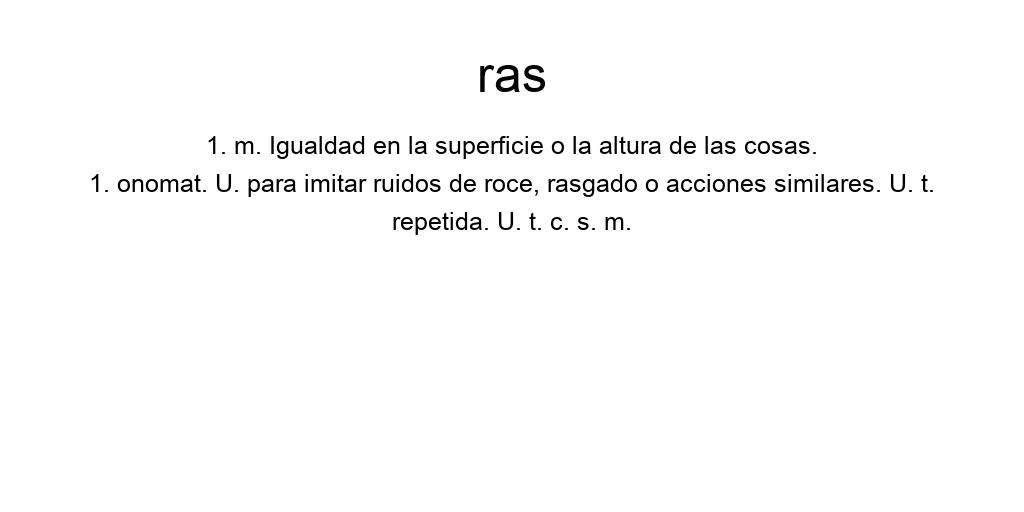 ras
1. m. Igualdad en la superficie o la altura de las cosas.
1. onomat. U. para imitar ruidos de roce, rasgado o acciones similares. U. t.
repetida. U. t. c. s. m.